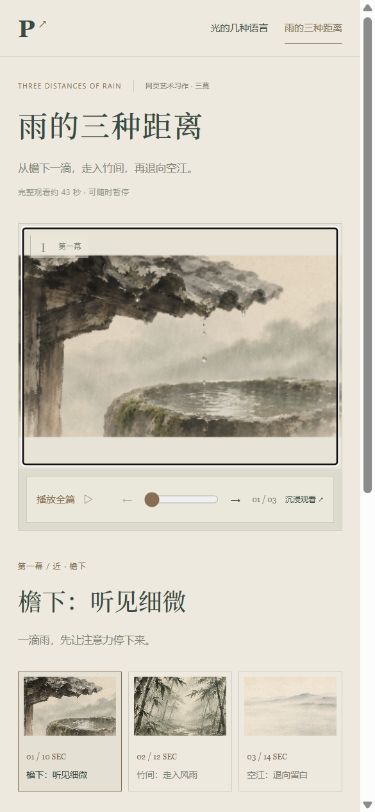 P↗
光的几种语言 雨的三种距离
THREE DISTANCES OF RAIN 网页艺术习作 · 三幕
雨的三种距离
从檐下一滴，走入竹间，再退向空江。
完整观看约 43 秒 · 可随时暂停
I 第一幕
播放全篇 ▷ ← → 01 / 03 沉浸观看 ↗
第一幕 / 近 · 檐下
檐下：听见细微
一滴雨，先让注意力停下来。
01 / 10 SEC 02 / 12 SEC 03 / 14 SEC
檐下：听见细微 竹间：走入风雨 空江：退向留白